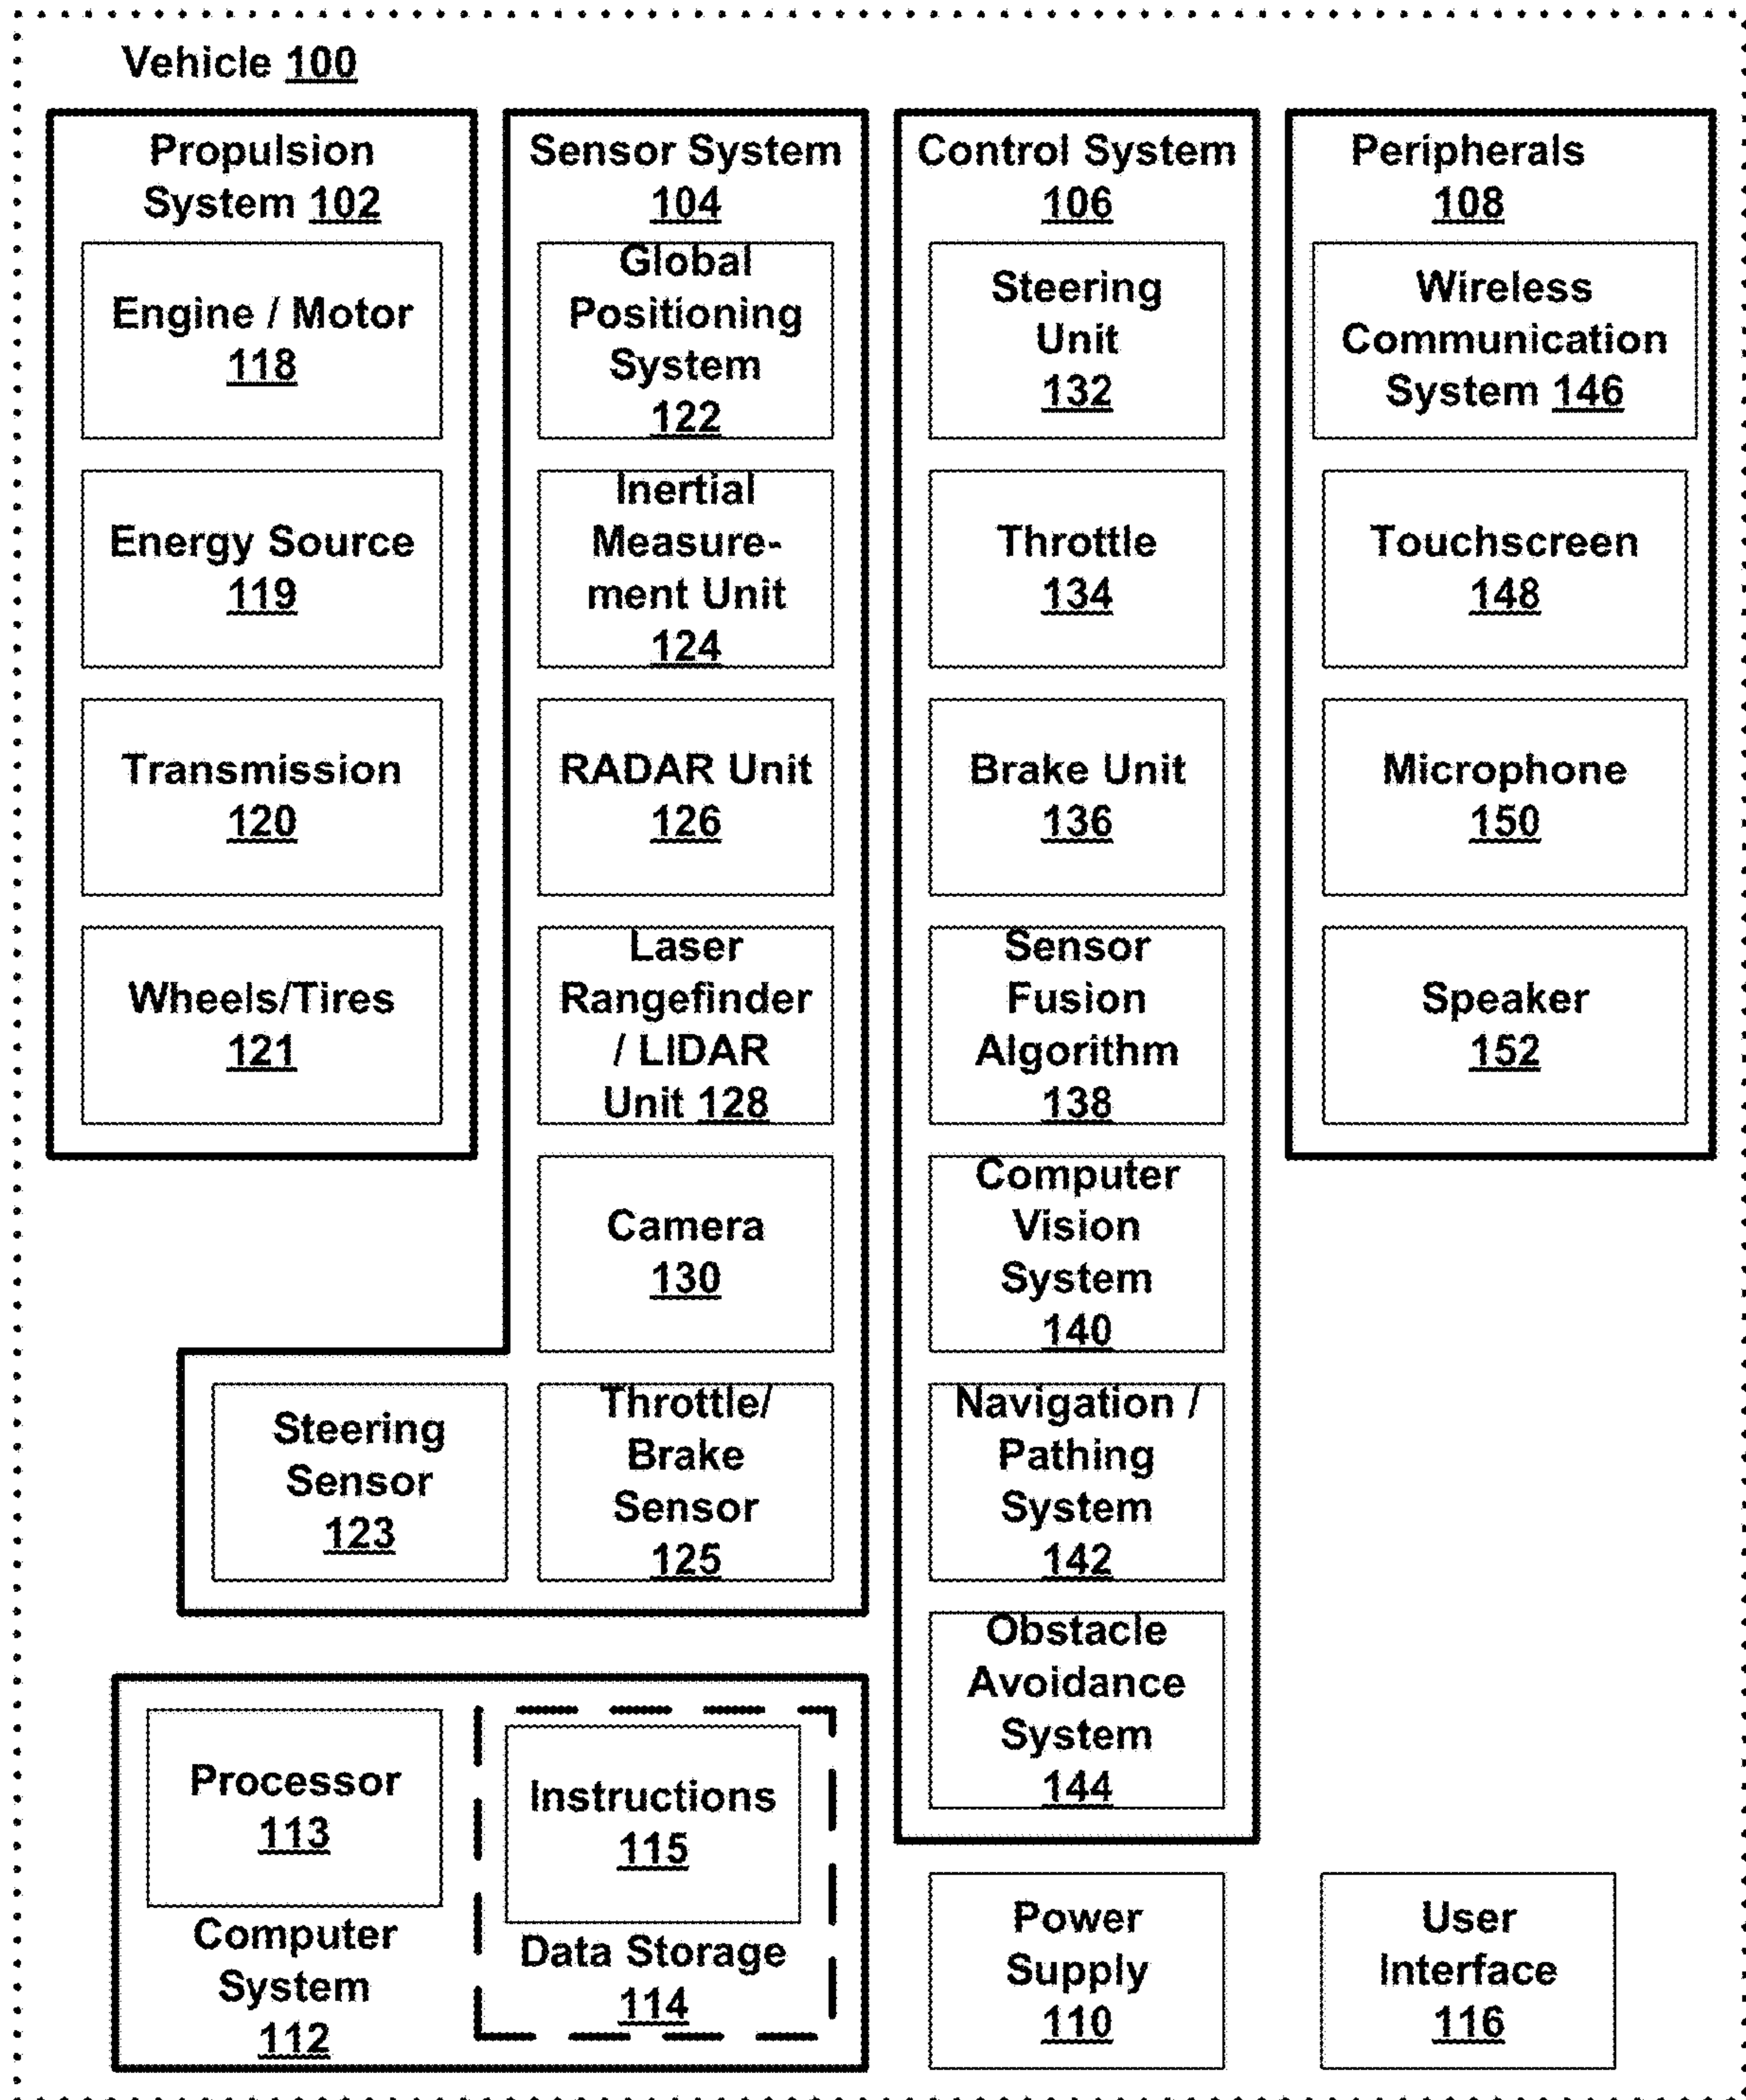 Vehicle 100
Propulsion
System 102
Engine / Motor
118
Energy Source
119
Transmission
120
Wheels/Tires
121
Sensor System
104
Global
Positioning
System
122
Inertial
Measure-
ment Unit
124
RADAR Unit
126
Laser
Rangefinder
/ LIDAR
Unit 128
Camera
130
Steering
Sensor
123
Throttle/
Brake
Sensor
125
Control System
106
Steering
Unit
132
Throttle
134
Brake Unit
136
Sensor
Fusion
Algorithm
138
Computer
Vision
System
140
Navigation /
Pathing
System
142
Obstacle
Avoidance
System
144
Peripherals
108
Wireless
Communication
System 146
Touchscreen
148
Microphone
150
Speaker
152
Processor
113
Computer
System
112
Instructions
115
Data Storage
114
Power
Supply
110
User
Interface
116